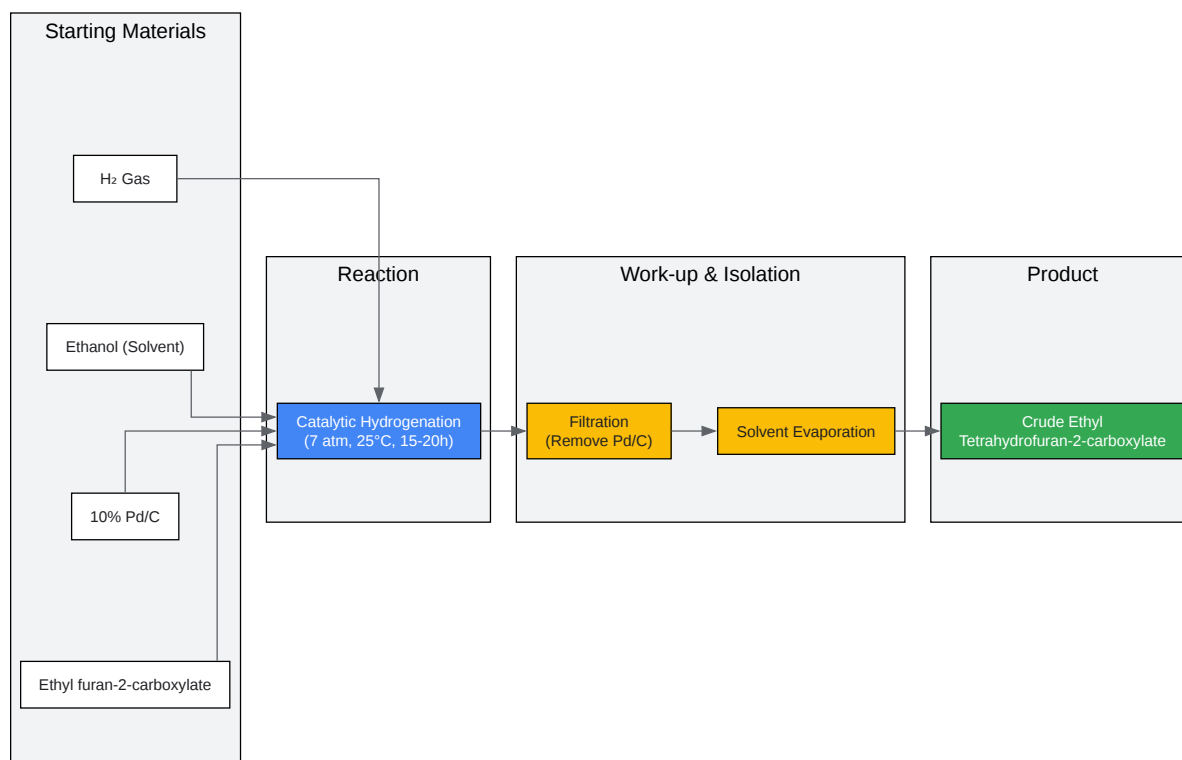 Starting Materials
H₂ Gas
Ethanol (Solvent)
10% Pd/C
Ethyl furan-2-carboxylate
Reaction
Catalytic Hydrogenation
(7 atm, 25°C, 15-20h)
Work-up & Isolation
Filtration
(Remove Pd/C)
Solvent Evaporation
Product
Crude Ethyl
Tetrahydrofuran-2-carboxylate